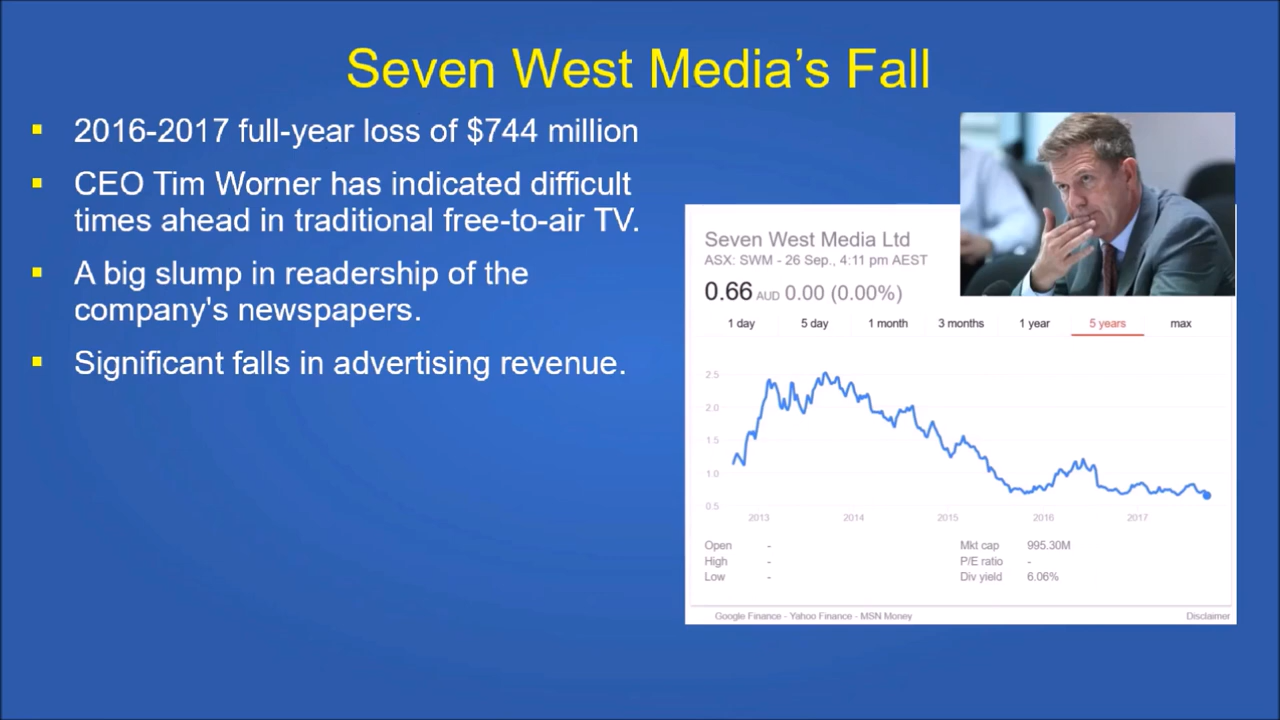 Seven West Media’s Fall
▪ 2016-2017 full-year loss of $744 million
▪ CEO Tim Worner has indicated difficult
times ahead in traditional free-to-air TV.
▪ A big slump in readership of the
company's newspapers.
▪ Significant falls in advertising revenue.
Seven West Media Ltd
ASX: SWM - 26 Sep., 4:11 pm AEST
0.66 AUD 0.00 (0.00%)
1 day 5 day 1 month 3 months 1 year 5 years max
2.5
2.0
1.5
1.0
0.5
2013 2014 2015 2016 2017
Open - Mkt cap 995.30M
High - P/E ratio -
Low - Div yield 6.06%
Google Finance - Yahoo Finance - MSN Money Disclaimer